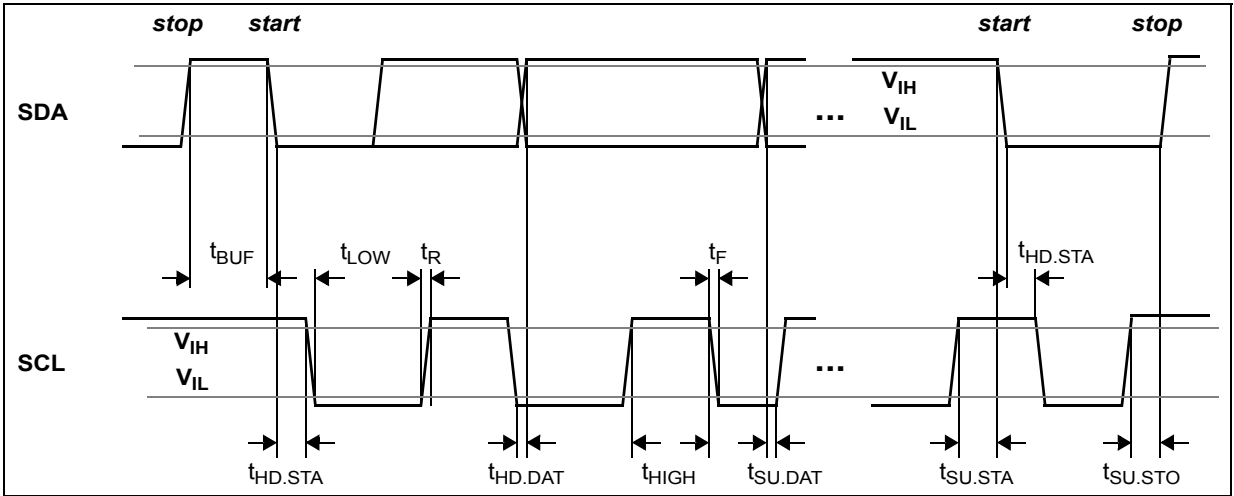 stop start start stop
SDA
V_IH
V_IL
...
t_BUF t_LOW t_R t_F t_HD.STA
SCL
V_IH
V_IL
...
t_HD.STA t_HD.DAT t_HIGH t_SU.DAT t_SU.STA t_SU.STO